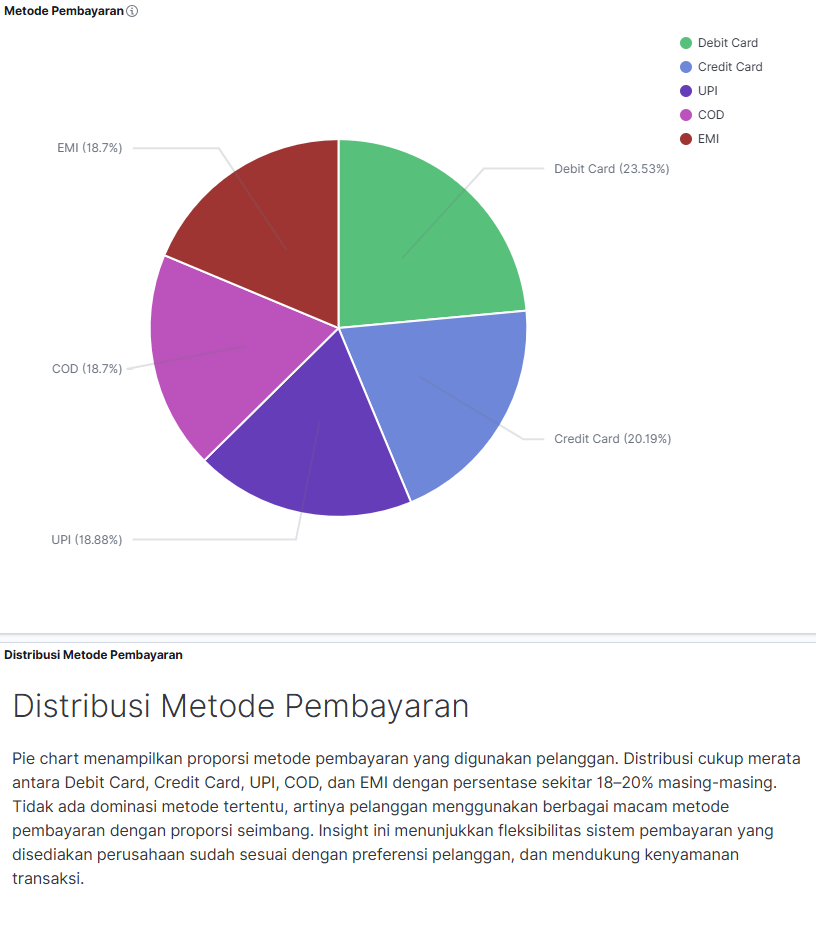 Metode Pembayaran
Debit Card
Credit Card
UPI
COD
EMI
EMI (18.7%)
Debit Card (23.53%)
COD (18.7%)
Credit Card (20.19%)
UPI (18.88%)
Distribusi Metode Pembayaran
Distribusi Metode Pembayaran
Pie chart menampilkan proporsi metode pembayaran yang digunakan pelanggan. Distribusi cukup merata
antara Debit Card, Credit Card, UPI, COD, dan EMI dengan persentase sekitar 18–20% masing-masing.
Tidak ada dominasi metode tertentu, artinya pelanggan menggunakan berbagai macam metode
pembayaran dengan proporsi seimbang. Insight ini menunjukkan fleksibilitas sistem pembayaran yang
disediakan perusahaan sudah sesuai dengan preferensi pelanggan, dan mendukung kenyamanan
transaksi.